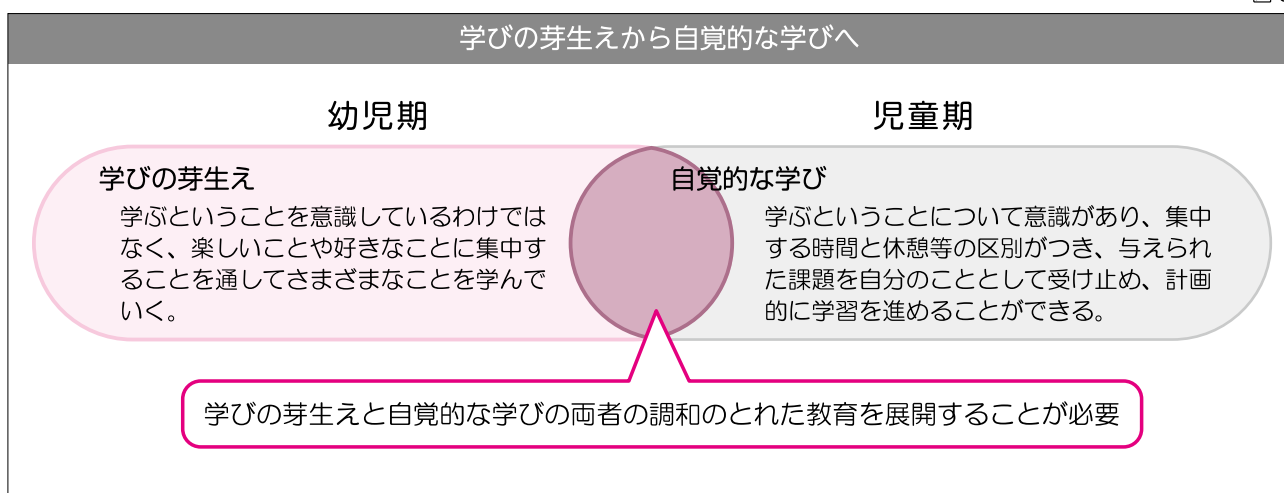 学びの芽生えから自覚的な学びへ
幼児期
児童期
学びの芽生え
学ぶということを意識しているわけでは
なく、楽しいことや好きなことに集中す
ることを通してさまざまなことを学んで
いく。
自覚的な学び
学ぶということについて意識があり、集中
する時間と休憩等の区別がつき、与えられ
た課題を自分のこととして受け止め、計画
的に学習を進めることができる。
学びの芽生えと自覚的な学びの両者の調和のとれた教育を展開することが必要